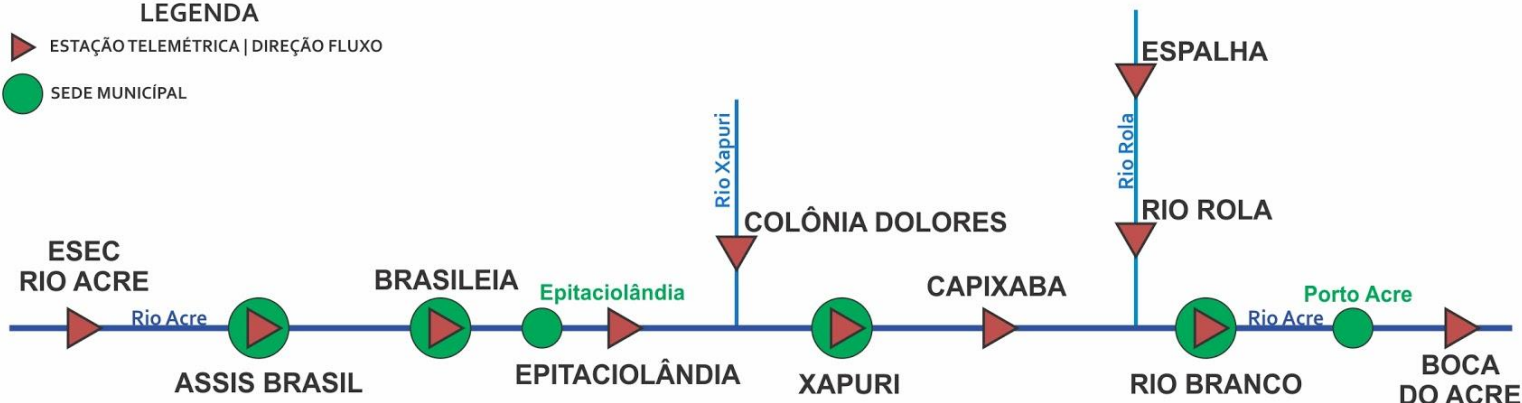 LEGENDA
ESTAÇÃO TELEMÉTRICA | DIREÇÃO FLUXO
SEDE MUNICÍPAL
ESPALHA
Rio Xapuri
Rio Rola
COLÔNIA DOLORES
RIO ROLA
ESEC
RIO ACRE
BRASILEIA
Epitaciolândia
CAPIXABA
Porto Acre
Rio Acre
Rio Acre
ASSIS BRASIL
EPITACIOLÂNDIA
XAPURI
RIO BRANCO
BOCA
DO ACRE